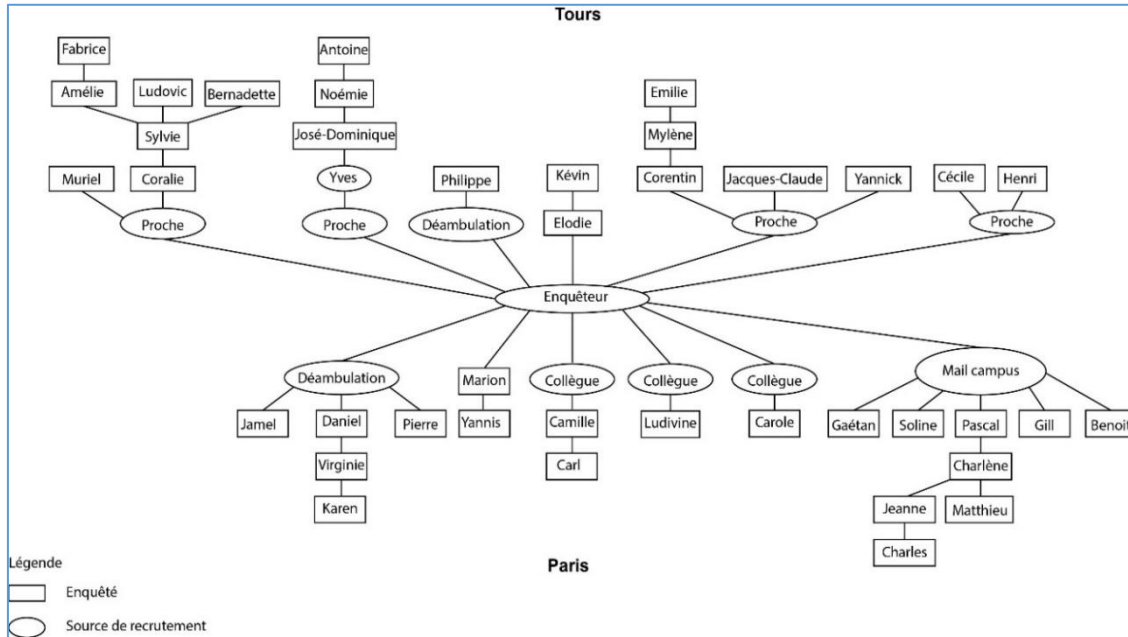 Tours
Fabrice
Antoine
Amélie
Ludovic
Bernadette
Noémie
Emilie
Sylvie
José-Dominique
Mylène
Muriel
Coralie
Yves
Philippe
Kévin
Corentin
Jacques-Claude
Yannick
Cécile
Henri
Proche
Proche
Déambulation
Elodie
Proche
Proche
Enquêteur
Déambulation
Marion
Collègue
Collègue
Collègue
Mail campus
Jamel
Daniel
Pierre
Yannis
Camille
Ludivine
Carole
Gaétan
Soline
Pascal
Gill
Benoit
Virginie
Carl
Charlène
Karen
Jeanne
Matthieu
Charles
Paris
Légende
Enquêté
Source de recrutement